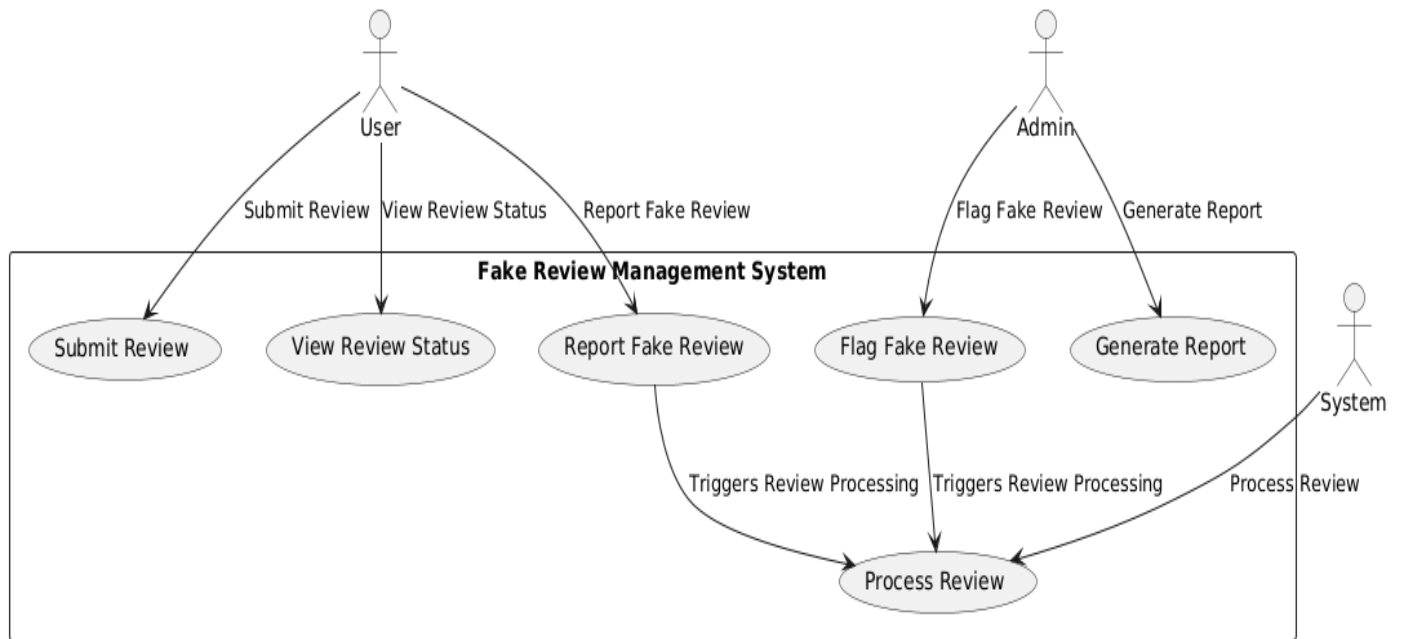 User
Admin
Submit Review
View Review Status
Report Fake Review
Flag Fake Review
Generate Report
Fake Review Management System
Submit Review
View Review Status
Report Fake Review
Flag Fake Review
Generate Report
System
Triggers Review Processing
Triggers Review Processing
Process Review
Process Review